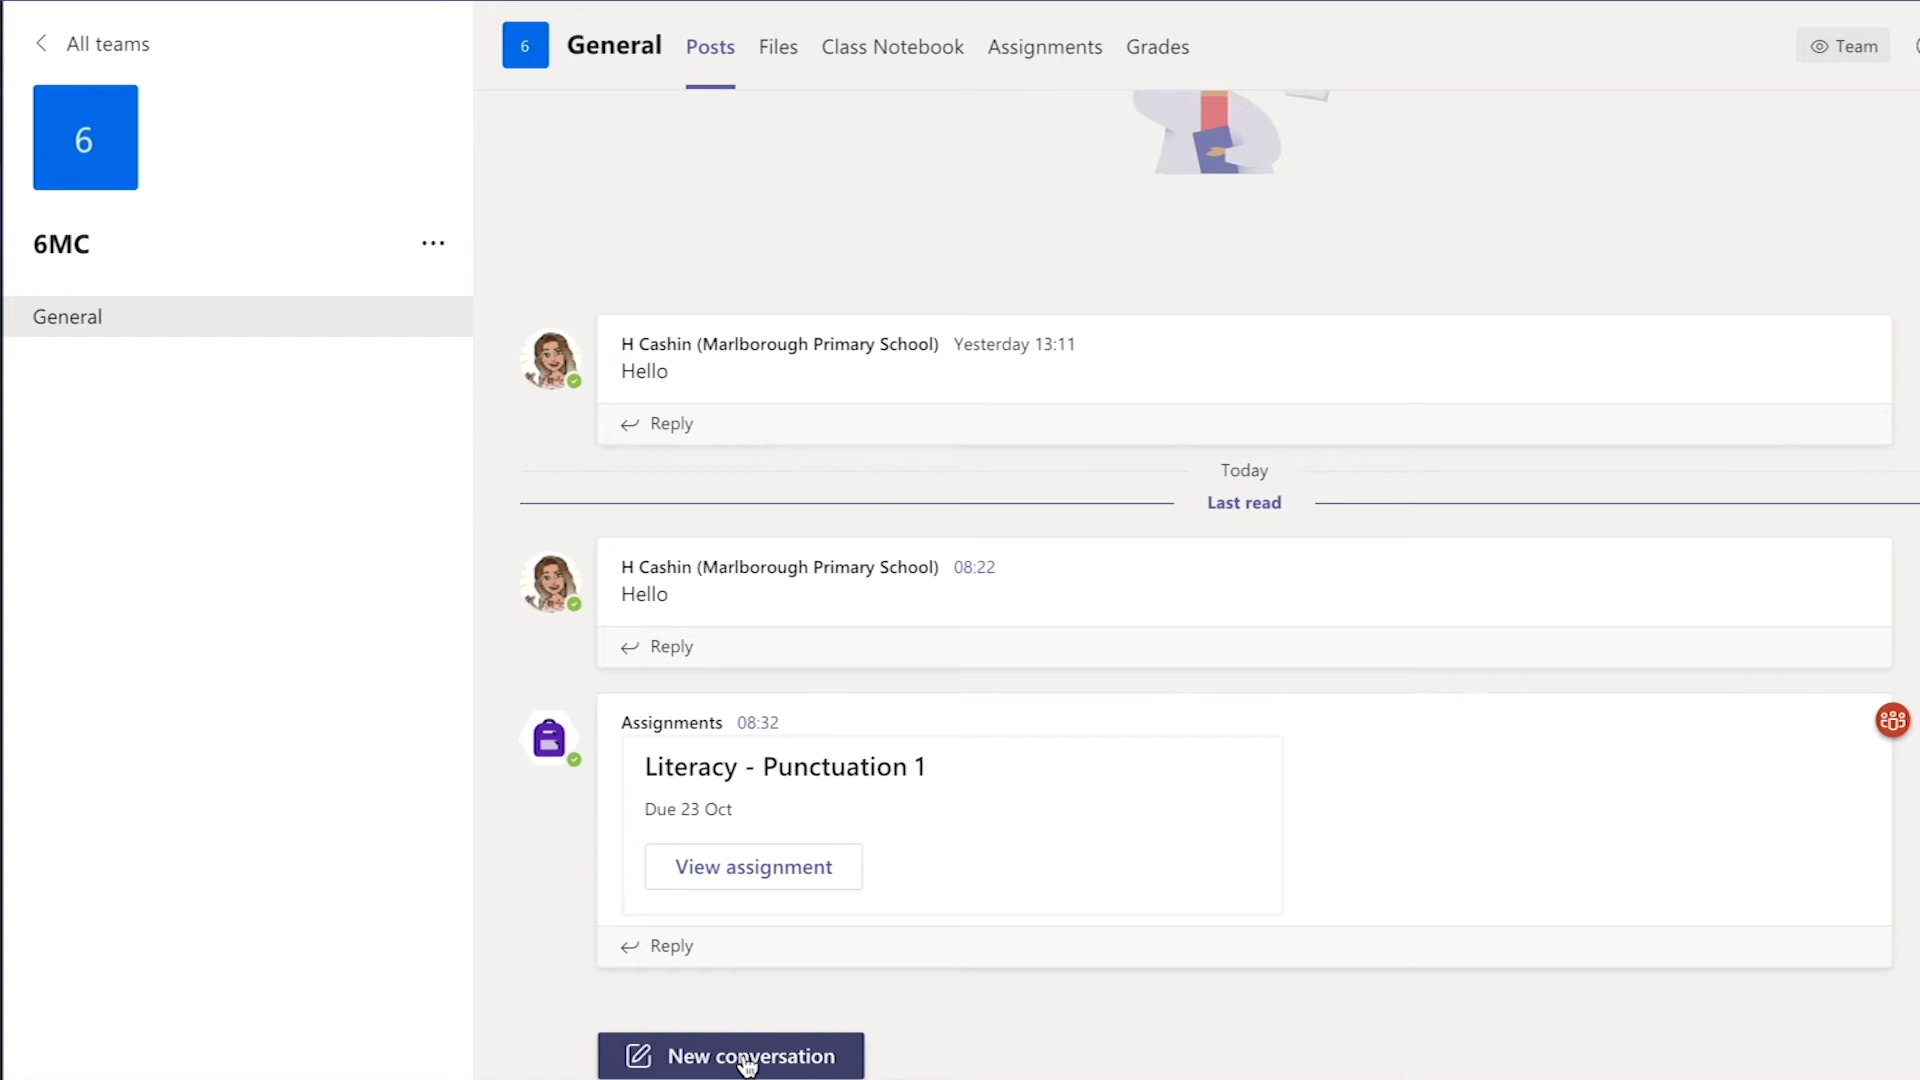 All teams
6
6MC
General
6
General
Posts
Files
Class Notebook
Assignments
Grades
Team
H Cashin (Marlborough Primary School) Yesterday 13:11
Hello
Reply
Today
Last read
H Cashin (Marlborough Primary School) 08:22
Hello
Reply
Assignments 08:32
Literacy - Punctuation 1
Due 23 Oct
View assignment
Reply
New conversation